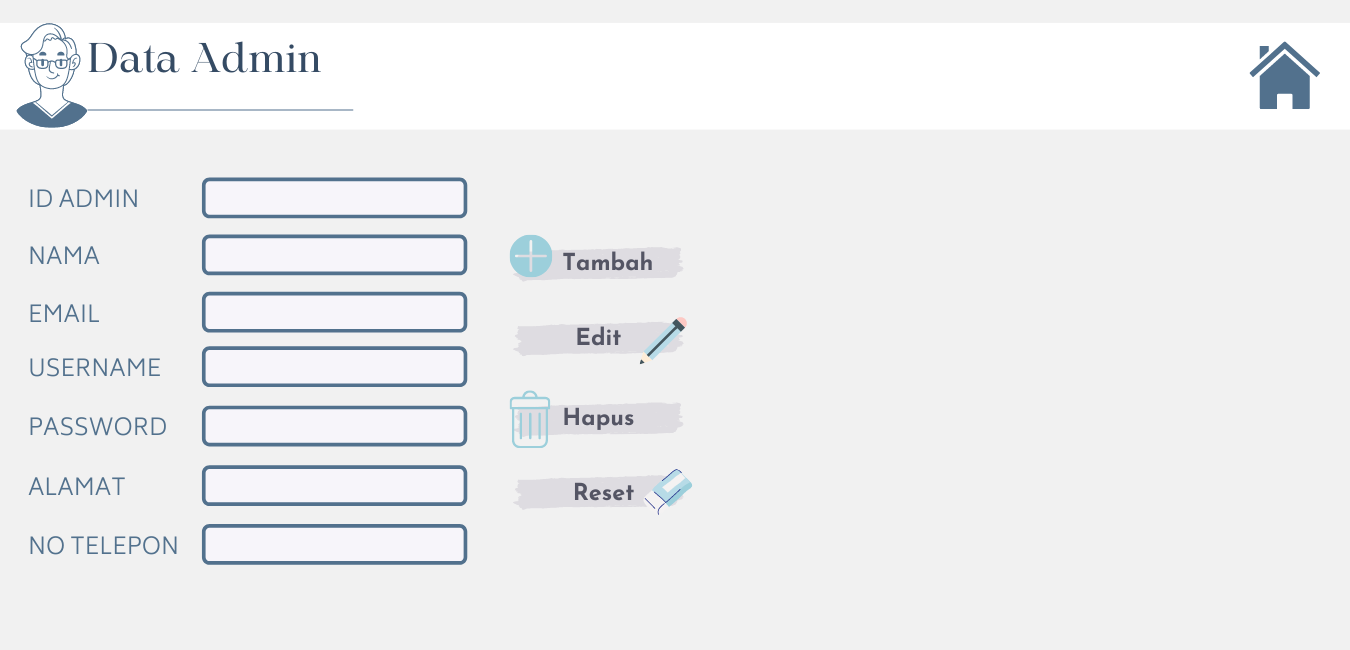 Data Admin
ID ADMIN
NAMA
EMAIL
USERNAME
PASSWORD
ALAMAT
NO TELEPON
Tambah
Edit
Hapus
Reset